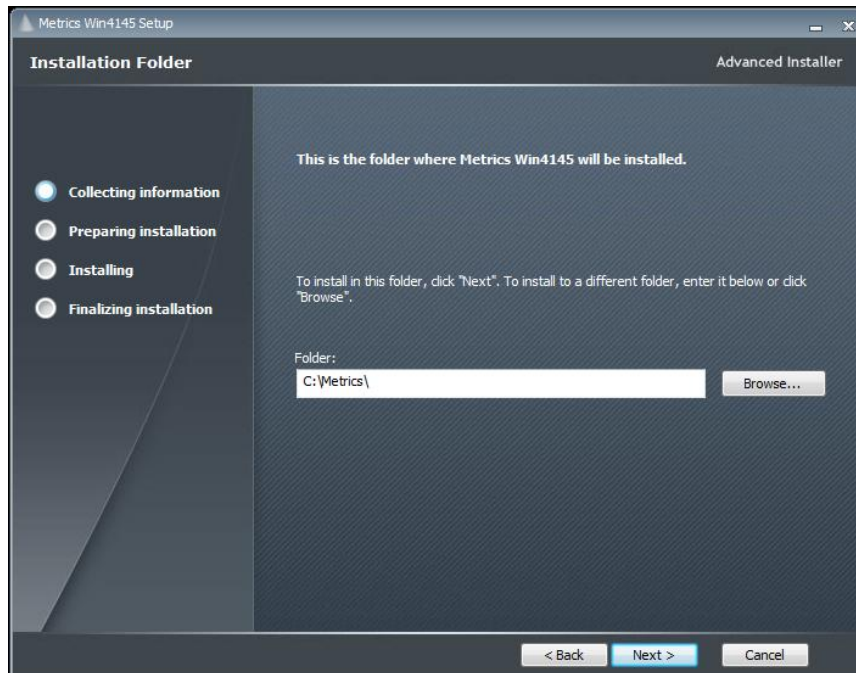 Metrics Win4145 Setup
Installation Folder
Advanced Installer
This is the folder where Metrics Win4145 will be installed.
Collecting information
Preparing installation
Installing
Finalizing installation
To install in this folder, click "Next". To install to a different folder, enter it below or click
"Browse".
Folder:
C:\Metrics\
Browse...
< Back
Next >
Cancel